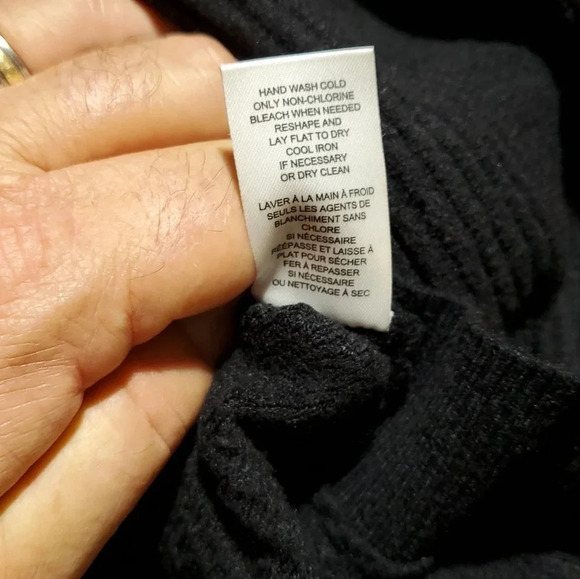 HAND WASH COLD
ONLY NON-CHLORINE
BLEACH WHEN NEEDED
RESHAPE AND
LAY FLAT TO DRY
COOL IRON
IF NECESSARY
OR DRY CLEAN
LAVER À LA MAIN À FROID
SEULS LES AGENTS DE
BLANCHIMENT SANS
CHLORE
SI NÉCESSAIRE
RÉÉPASSE ET LAISSE À
PLAT POUR SÉCHER
FER À REPASSER
SI NÉCESSAIRE
OU NETTOYAGE À SEC